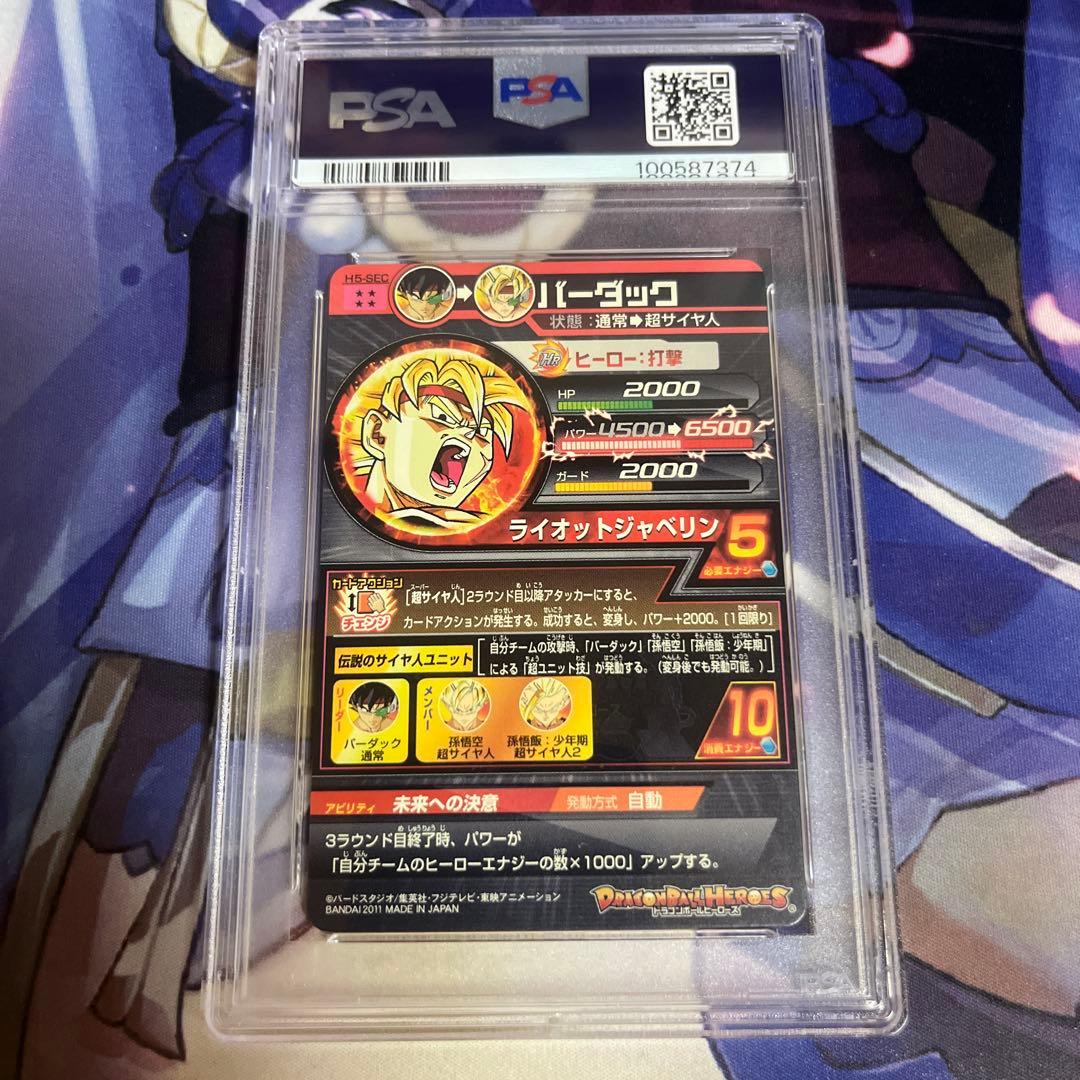 PSA
PSA
100587374
H5-SEC
バーダック
状態:通常➡超サイヤ人
HR ヒーロー:打撃
HP 2000
パワー 4500➡6500
ガード 2000
ライオットジャベリン 5
必要エナジー
カードアクション
チェンジ
[超サイヤ人]2ラウンド目以降アタッカーにすると、
カードアクションが発生する。成功すると、変身し、パワー+2000。[1回限り]
伝説のサイヤ人ユニット
自分チームの攻撃時、「バーダック」「孫悟空」「孫悟飯:少年期」
による「超ユニット技」が発動する。(変身後でも発動可能。)
リーダー
バーダック
通常
メンバー
孫悟空
超サイヤ人
孫悟飯:少年期
超サイヤ人2
10
消費エナジー
アビリティ 未来への決意 発動方式 自動
3ラウンド目終了時、パワーが
「自分チームのヒーローエナジーの数×1000」アップする。
©バードスタジオ/集英社・フジテレビ・東映アニメーション
BANDAI 2011 MADE IN JAPAN
DRAGONBALL HEROES
ドラゴンボールヒーローズ